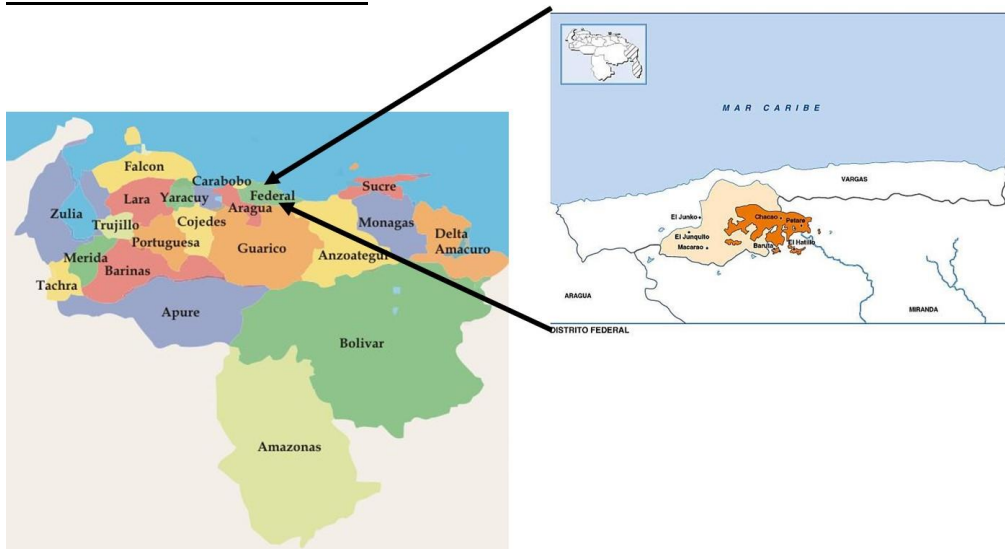 MAR CARIBE
VARGAS
El Junko
Chacao
Petare
El Junquito
Macarao
Baruta
El Hatillo
ARAGUA
MIRANDA
DISTRITO FEDERAL
Falcon
Carabobo
Federal
Sucre
Lara
Yaracuy
Aragua
Zulia
Trujillo
Cojedes
Monagas
Delta
Amacuro
Portuguesa
Guarico
Anzoategui
Merida
Barinas
Tachra
Apure
Bolivar
Amazonas